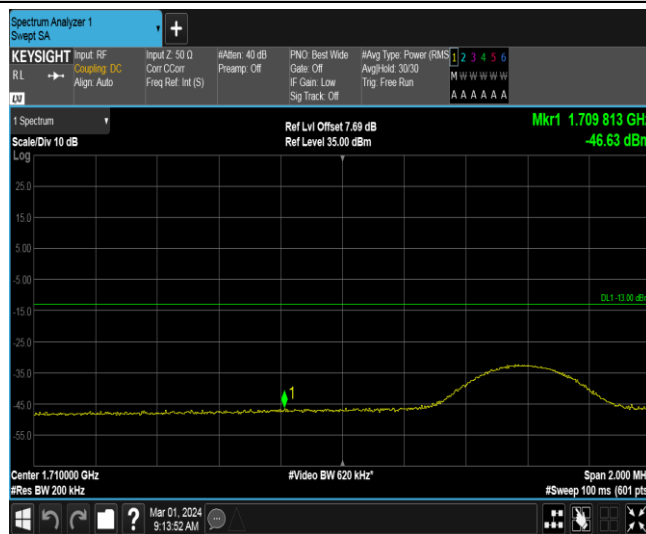 Spectrum Analyzer 1
Swept SA
+
KEYSIGHT Input: RF Input Z: 50 Ω #Atten: 40 dB PNO: Best Wide #Avg Type: Power (RMS 1 2 3 4 5 6
RL Coupling: DC Corr CCorr Preamp: Off Gate: Off Avg|Hold: 30/30 M W W W W W
Align: Auto Freq Ref: Int (S) IF Gain: Low Trig: Free Run
Sig Track: Off A A A A A A
LXI
1 Spectrum
Scale/Div 10 dB
Ref Lvl Offset 7.69 dB
Ref Level 35.00 dBm
Mkr1 1.709 813 GHz
-46.63 dBm
Log
25.0
15.0
5.00
-5.00
DL1 -13.00 dBm
-15.0
-25.0
-35.0
1
-45.0
-55.0
Center 1.710000 GHz #Video BW 620 kHz* Span 2.000 MHz
#Res BW 200 kHz #Sweep 100 ms (601 pts
? Mar 01, 2024
9:13:52 AM